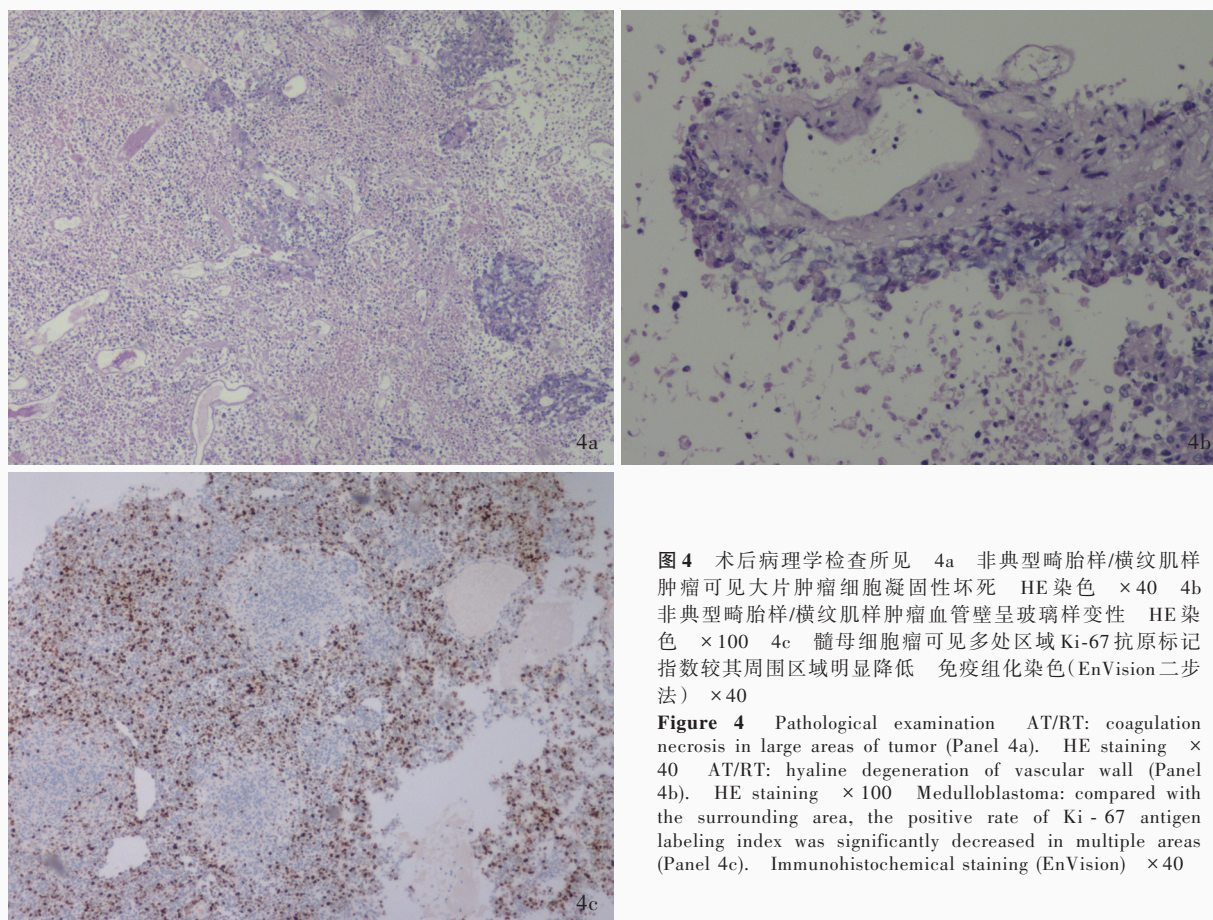 4a
4b
4c
图4 术后病理学检查所见 4a 非典型畸胎样/横纹肌样
肿瘤可见大片肿瘤细胞凝固性坏死 HE染色 ×40 4b
非典型畸胎样/横纹肌样肿瘤血管壁呈玻璃样变性 HE染
色 ×100 4c 髓母细胞瘤可见多处区域Ki-67抗原标记
指数较其周围区域明显降低 免疫组化染色(EnVision二步
法) ×40
Figure 4 Pathological examination AT/RT: coagulation
necrosis in large areas of tumor (Panel 4a). HE staining ×
40 AT/RT: hyaline degeneration of vascular wall (Panel
4b). HE staining ×100 Medulloblastoma: compared with
the surrounding area, the positive rate of Ki - 67 antigen
labeling index was significantly decreased in multiple areas
(Panel 4c). Immunohistochemical staining (EnVision) ×40